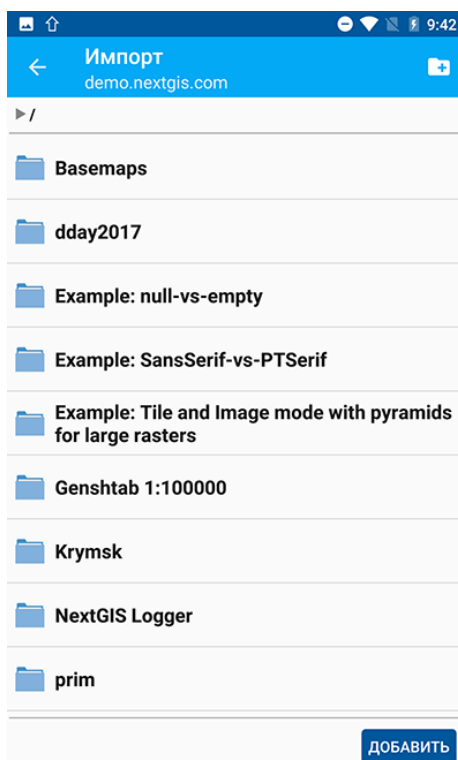 9:42
Импорт
demo.nextgis.com
/
Basemaps
dday2017
Example: null-vs-empty
Example: SansSerif-vs-PTSerif
Example: Tile and Image mode with pyramids
for large rasters
Genshtab 1:100000
Krymsk
NextGIS Logger
prim
ДОБАВИТЬ